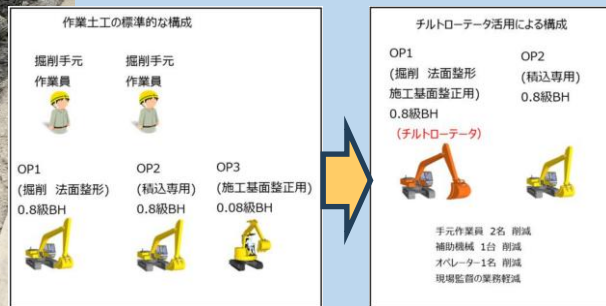 作業土工の標準的な構成
掘削手元
作業員
掘削手元
作業員
OP1
(掘削 法面整形)
0.8級BH
OP2
(積込専用)
0.8級BH
OP3
(施工基面整正用)
0.08級BH
チルトローテータ活用による構成
OP1
(掘削 法面整形
施工基面整正用)
0.8級BH
(チルトローテータ)
OP2
(積込専用)
0.8級BH
手元作業員 2名 削減
補助機械 1台 削減
オペレーター1名 削減
現場監督の業務軽減